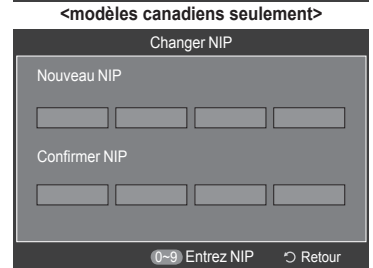 <modèles canadiens seulement>
Changer NIP
Nouveau NIP
Confirmer NIP
0~9 Entrez NIP Retour